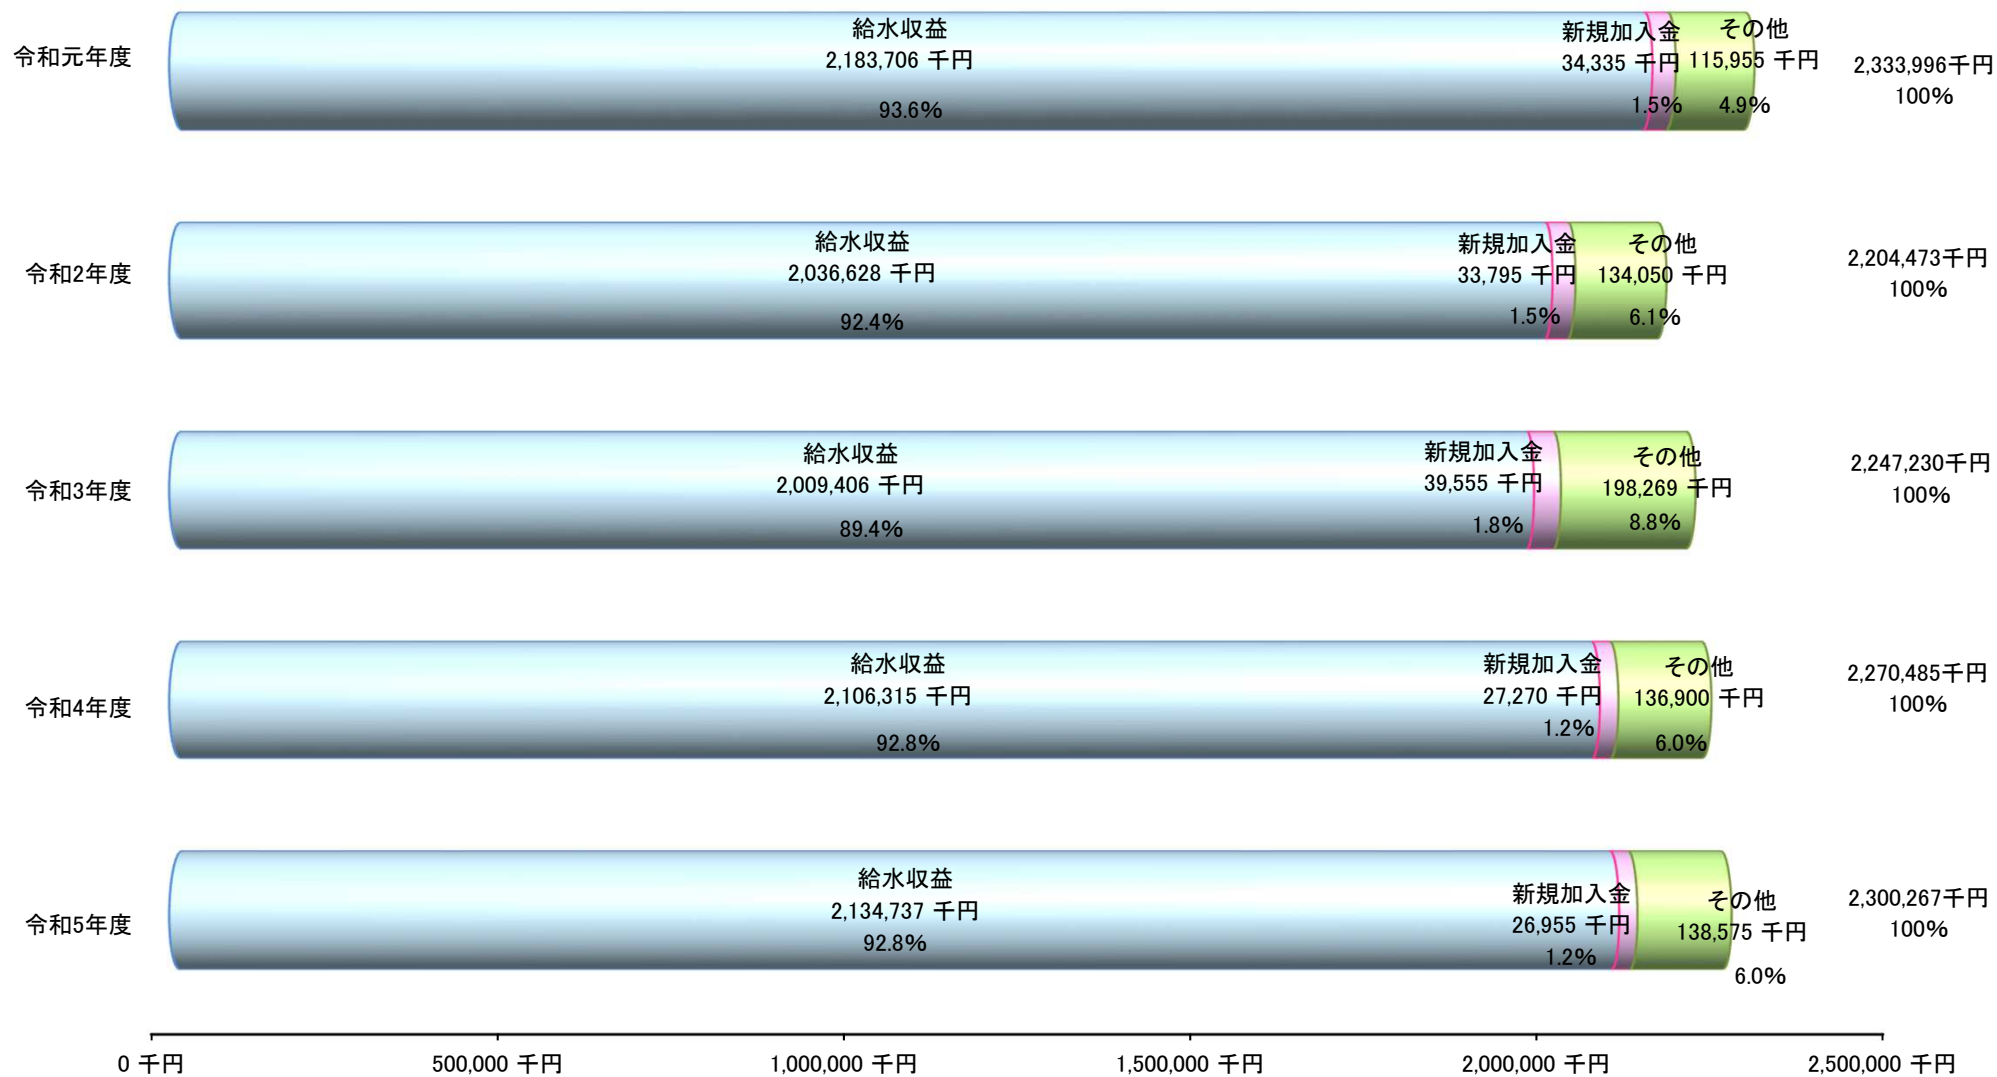 令和元年度
給水収益
2,183,706 千円
93.6%
新規加入金
34,335 千円
1.5%
その他
115,955 千円
4.9%
2,333,996千円
100%
令和2年度
給水収益
2,036,628 千円
92.4%
新規加入金
33,795 千円
1.5%
その他
134,050 千円
6.1%
2,204,473千円
100%
令和3年度
給水収益
2,009,406 千円
89.4%
新規加入金
39,555 千円
1.8%
その他
198,269 千円
8.8%
2,247,230千円
100%
令和4年度
給水収益
2,106,315 千円
92.8%
新規加入金
27,270 千円
1.2%
その他
136,900 千円
6.0%
2,270,485千円
100%
令和5年度
給水収益
2,134,737 千円
92.8%
新規加入金
26,955 千円
1.2%
その他
138,575 千円
6.0%
2,300,267千円
100%
0 千円
500,000 千円
1,000,000 千円
1,500,000 千円
2,000,000 千円
2,500,000 千円